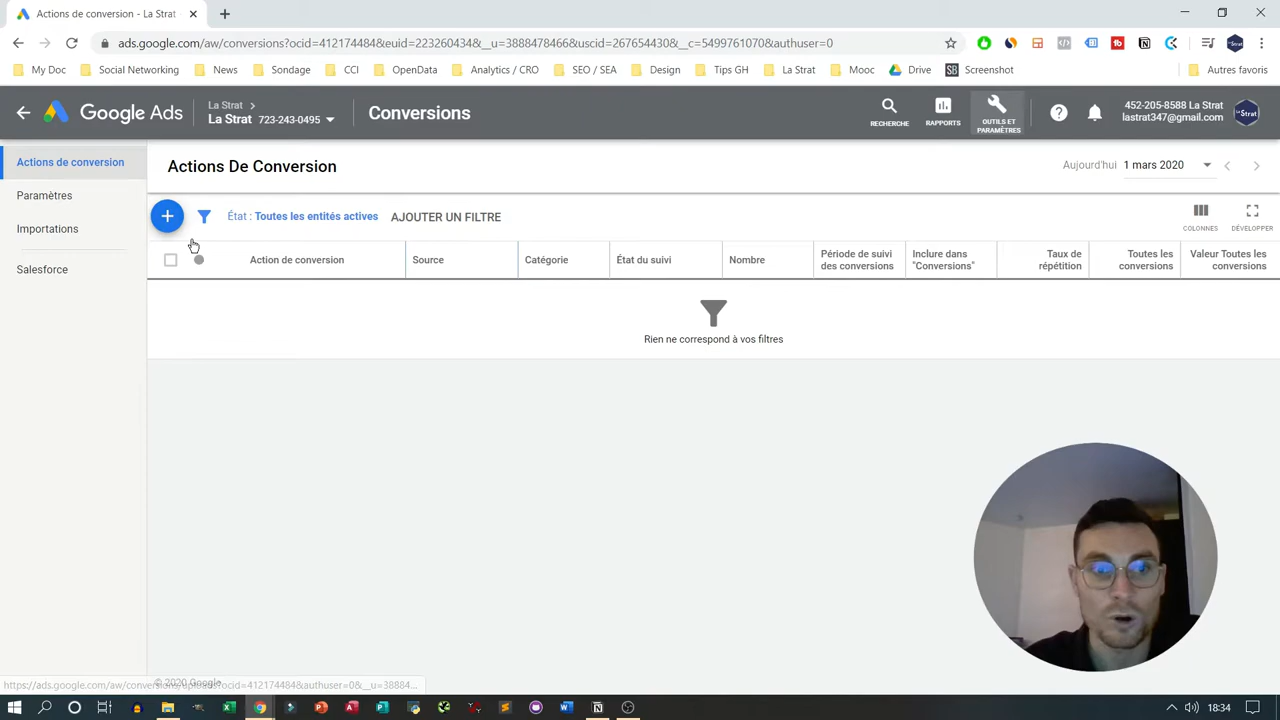 Actions de conversion - La Strat
ads.google.com/aw/conversions?ocid=412174484&euid=223260434&__u=3888478466&uscid=267654430&__c=5499761070&authuser=0
My Doc
Social Networking
News
Sondage
CCI
OpenData
Analytics / CRO
SEO / SEA
Design
Tips GH
La Strat
Mooc
Drive
Screenshot
Autres favoris
Google Ads
La Strat
La Strat 723-243-0495
Conversions
RECHERCHE
RAPPORTS
OUTILS ET
PARAMÈTRES
452-205-8588 La Strat
lastrat347@gmail.com
Actions de conversion
Paramètres
Importations
Salesforce
Actions De Conversion
Aujourd'hui 1 mars 2020
État : Toutes les entités actives
AJOUTER UN FILTRE
COLONNES
DÉVELOPPER
Action de conversion
Source
Catégorie
État du suivi
Nombre
Période de suivi
des conversions
Inclure dans
"Conversions"
Taux de
répétition
Toutes les
conversions
Valeur Toutes les
conversions
Rien ne correspond à vos filtres
© 2020 Google
18:34